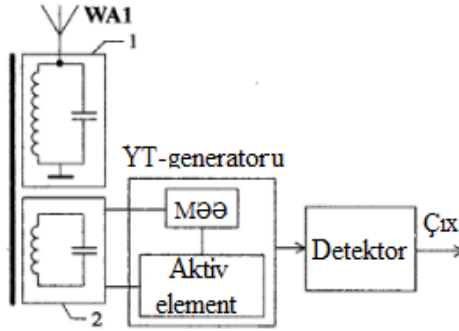 WA1
1
YT-generatoru
MƏƏ
Aktiv
element
Detektor
Çıx
2